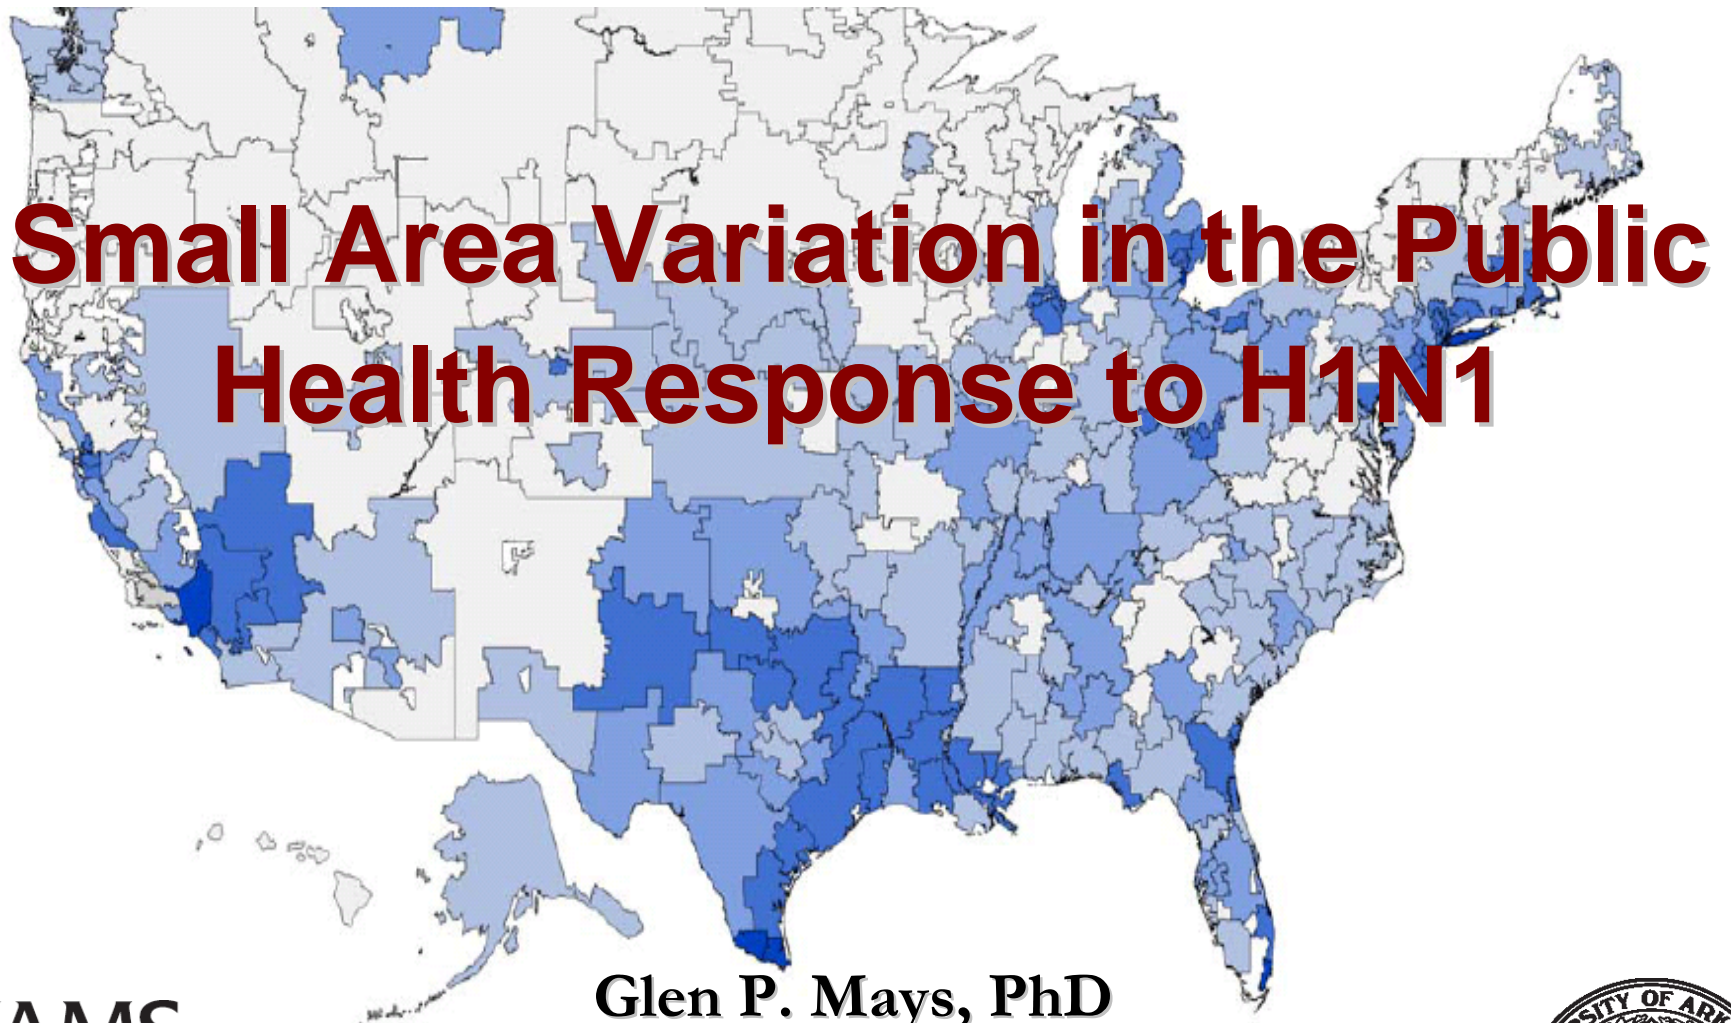 Small Area Variation in the Public
Health Response to H1N1
Glen P. Mays, PhD